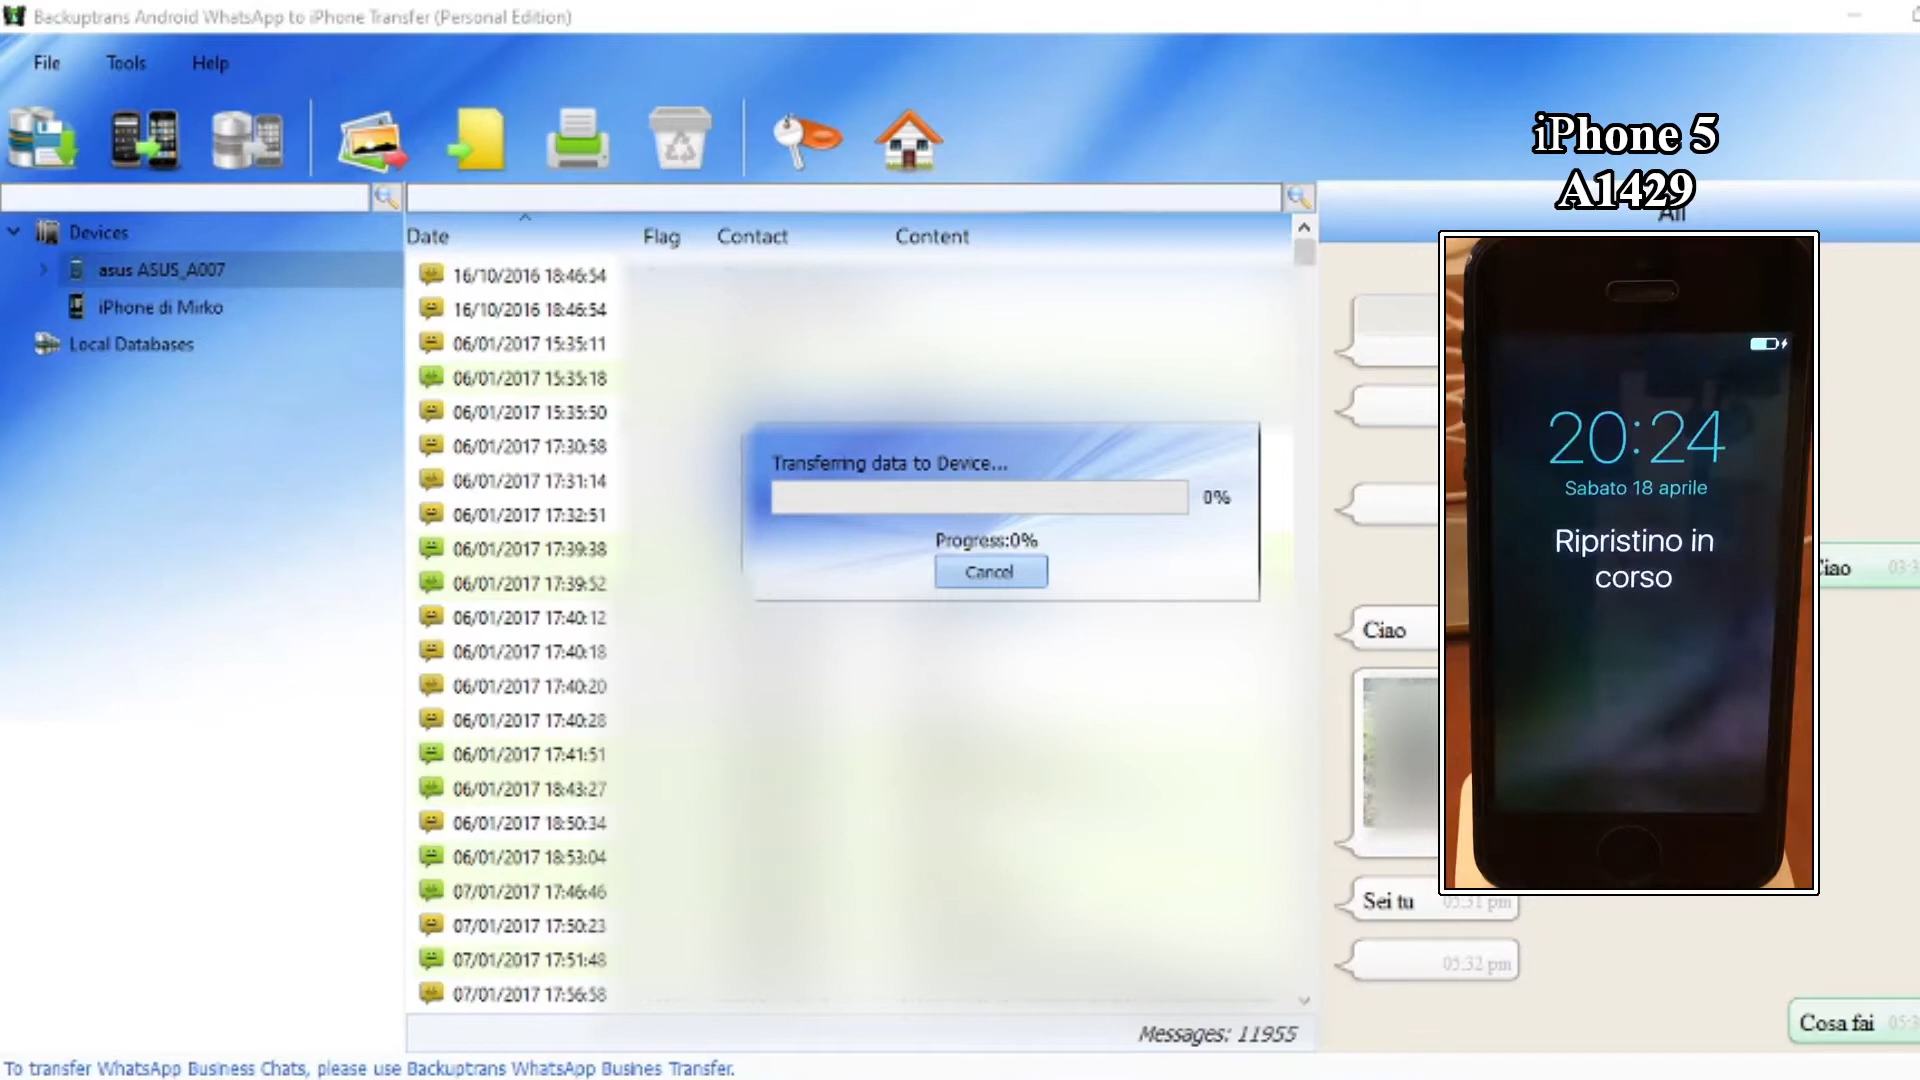 Backuptrans Android WhatsApp to iPhone Transfer (Personal Edition)
File Tools Help
iPhone 5
A1429
All
Devices
asus ASUS_A007
iPhone di Mirko
Local Databases
Date Flag Contact Content
16/10/2016 18:46:54
16/10/2016 18:46:54
06/01/2017 15:35:11
06/01/2017 15:35:18
06/01/2017 15:35:50
06/01/2017 17:30:58
06/01/2017 17:31:14
06/01/2017 17:32:51
06/01/2017 17:39:38
06/01/2017 17:39:52
06/01/2017 17:40:12
06/01/2017 17:40:18
06/01/2017 17:40:20
06/01/2017 17:40:28
06/01/2017 17:41:51
06/01/2017 18:43:27
06/01/2017 18:50:34
06/01/2017 18:53:04
07/01/2017 17:46:46
07/01/2017 17:50:23
07/01/2017 17:51:48
07/01/2017 17:56:58
Transferring data to Device...
0%
Progress:0%
Cancel
20:24
Sabato 18 aprile
Ripristino in
corso
Ciao
Sei tu 05:31 pm
05:32 pm
Cosa fai
Messages: 11955
To transfer WhatsApp Business Chats, please use Backuptrans WhatsApp Busines Transfer.